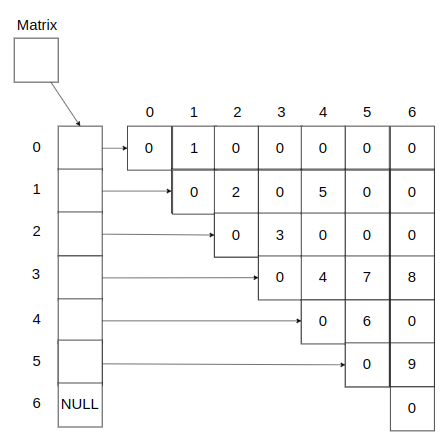 Matrix
0 1 2 3 4 5 6
0 0 1 0 0 0 0 0
1 0 2 0 5 0 0
2 0 3 0 0 0
3 0 4 7 8
4 0 6 0
5 0 9
6 NULL 0